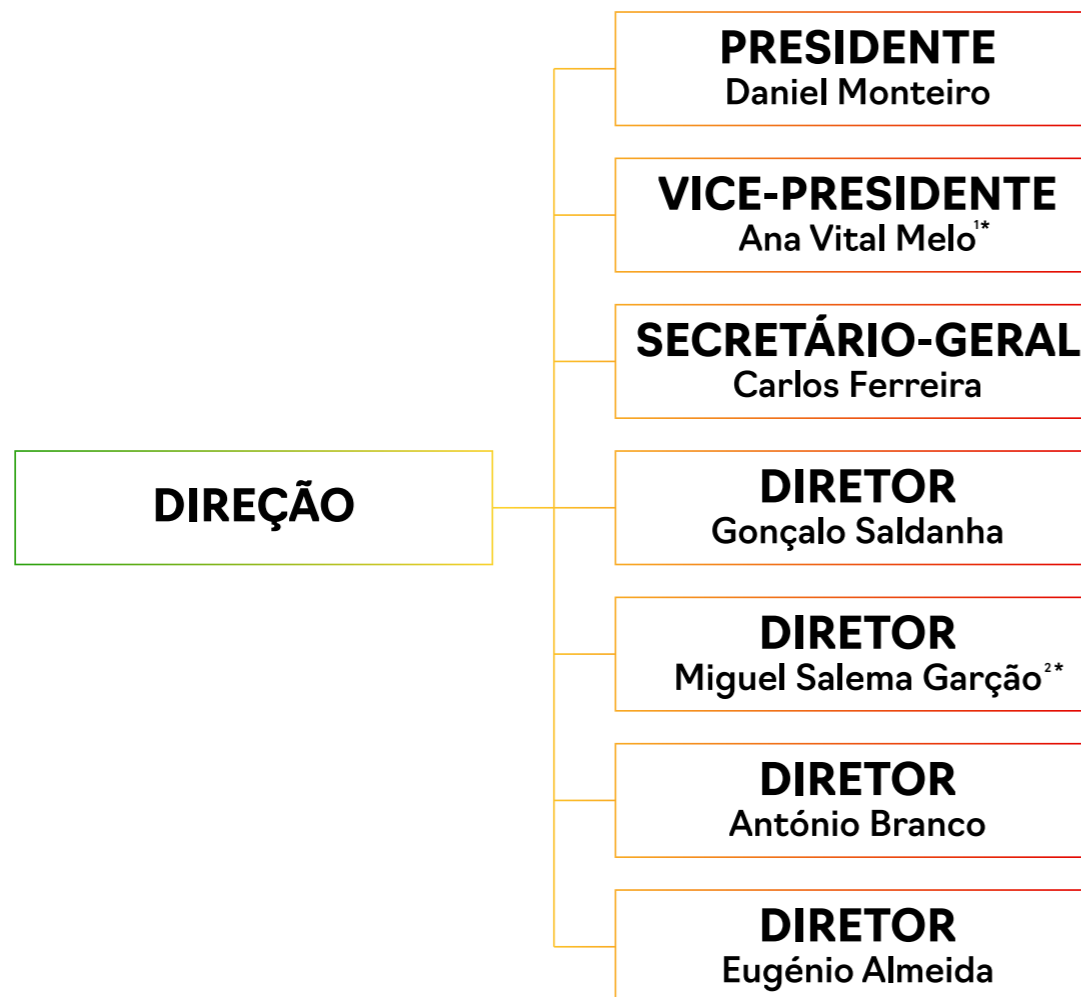 PRESIDENTE
Daniel Monteiro
VICE-PRESIDENTE
Ana Vital Melo¹*
SECRETÁRIO-GERAL
Carlos Ferreira
DIREÇÃO
DIRETOR
Gonçalo Saldanha
DIRETOR
Miguel Salema Garção²*
DIRETOR
António Branco
DIRETOR
Eugénio Almeida